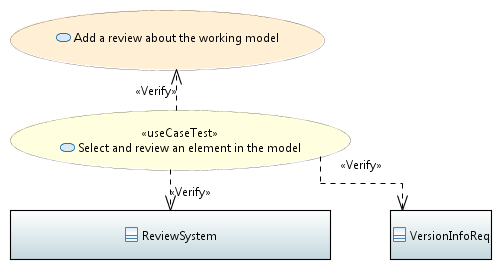 Add a review about the working model
«Verify»
«useCaseTest»
Select and review an element in the model
«Verify»
«Verify»
ReviewSystem
VersionInfoReq